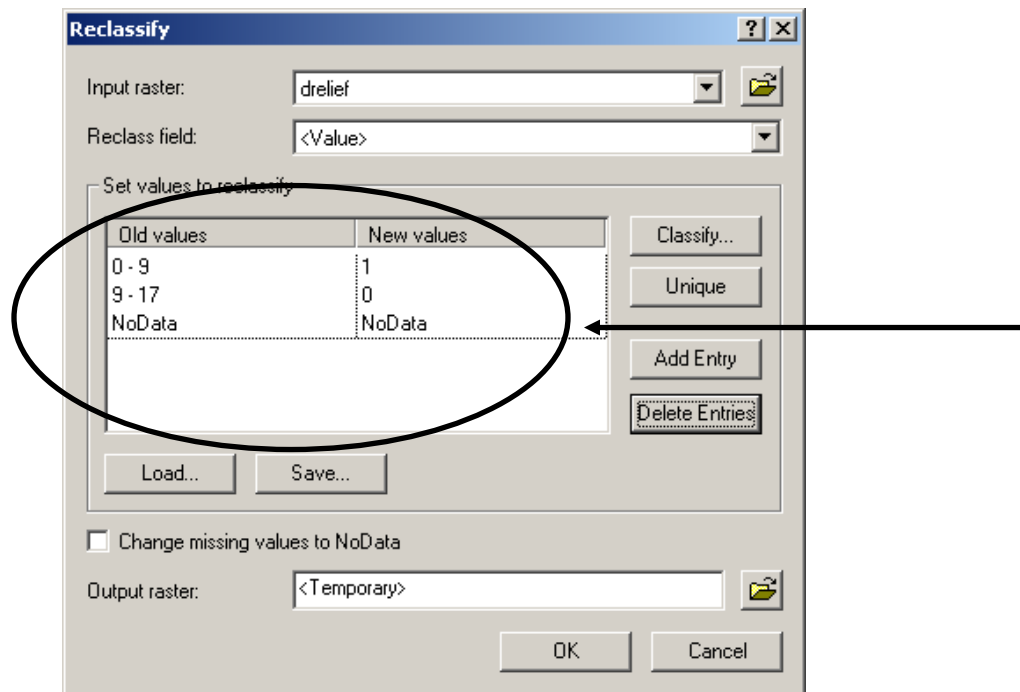 Reclassify
Input raster: drelief
Reclass field: <Value>
Set values to reclassify
Old values New values
0 - 9 1
9 - 17 0
NoData NoData
Classify...
Unique
Add Entry
Delete Entries
Load... Save...
Change missing values to NoData
Output raster: <Temporary>
OK Cancel